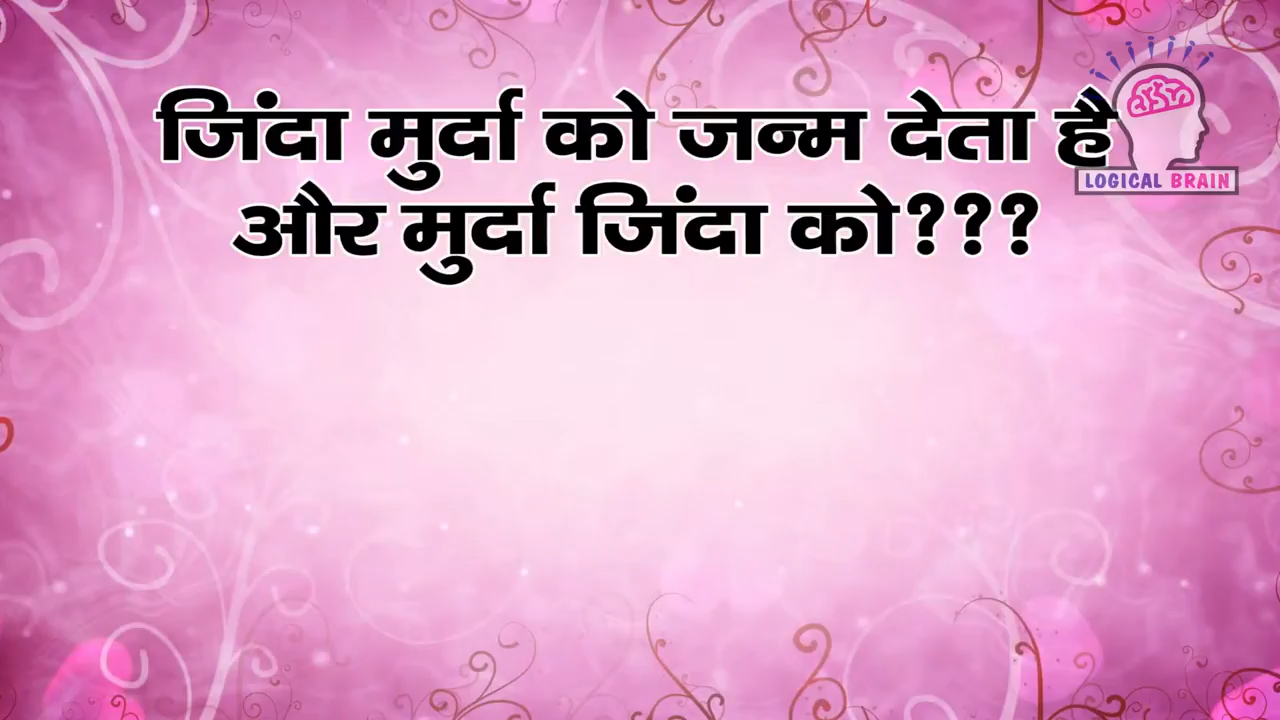 जिंदा मुर्दा को जन्म देता है
और मुर्दा जिंदा को???
LOGICAL BRAIN